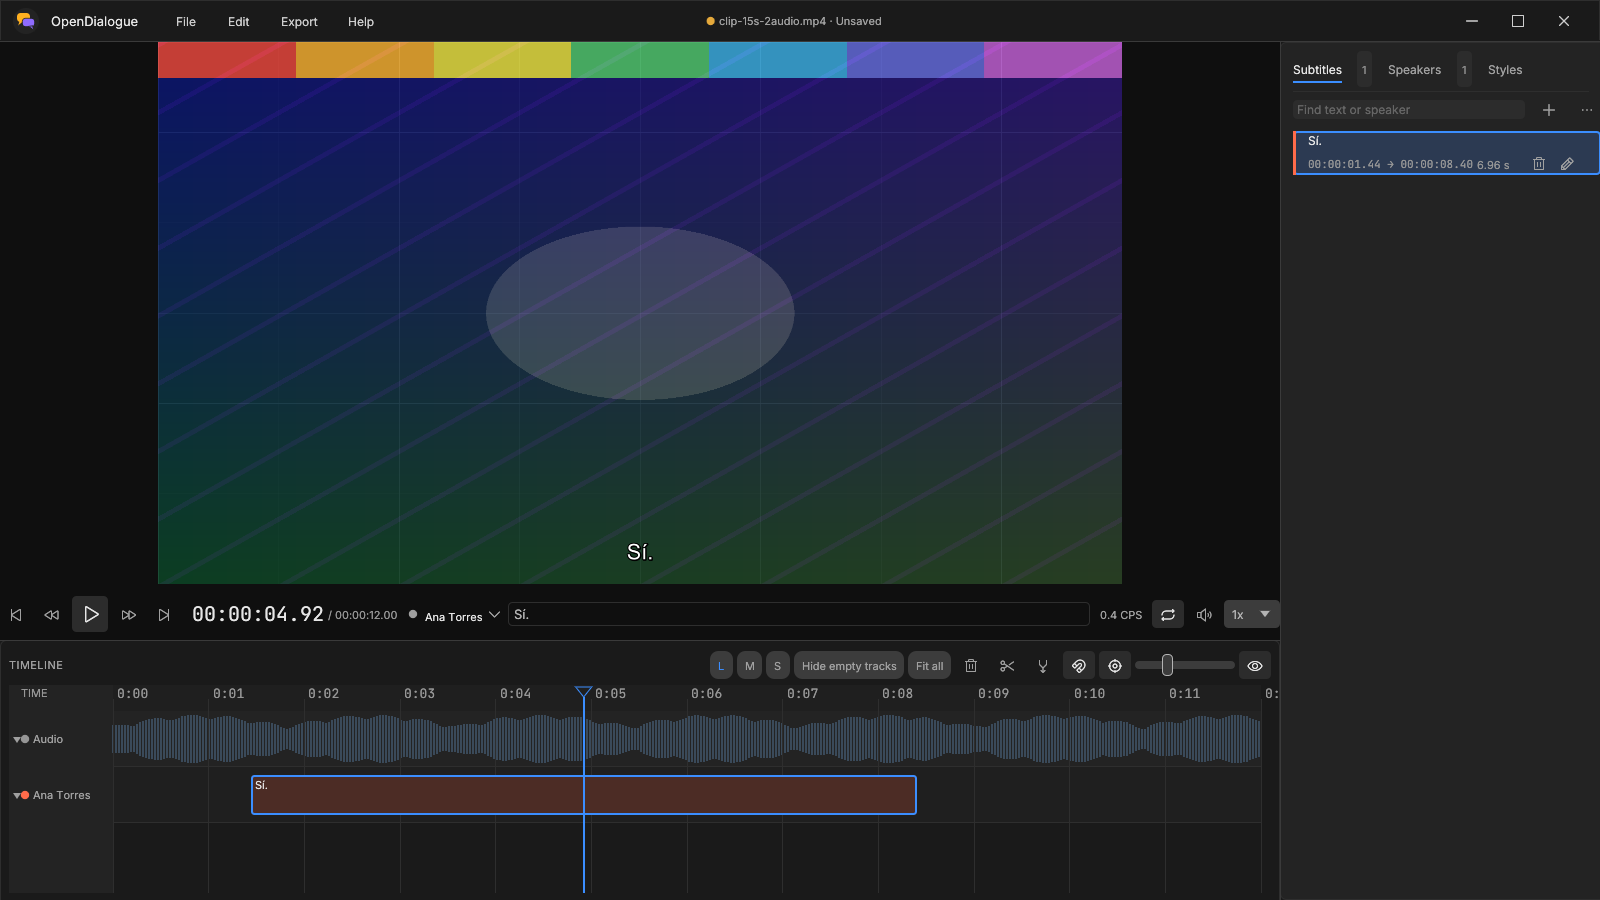 OpenDialogue File Edit Export Help clip-15s-2audio.mp4 · Unsaved
Subtitles 1 Speakers 1 Styles
Find text or speaker
Sí.
00:00:01.44 → 00:00:08.40 6.96 s
Sí.
00:00:04.92 / 00:00:12.00 Ana Torres Sí. 0.4 CPS 1x
TIMELINE L M S Hide empty tracks Fit all
TIME 0:00 0:01 0:02 0:03 0:04 0:05 0:06 0:07 0:08 0:09 0:10 0:11 0:
Audio
Sí.
Ana Torres